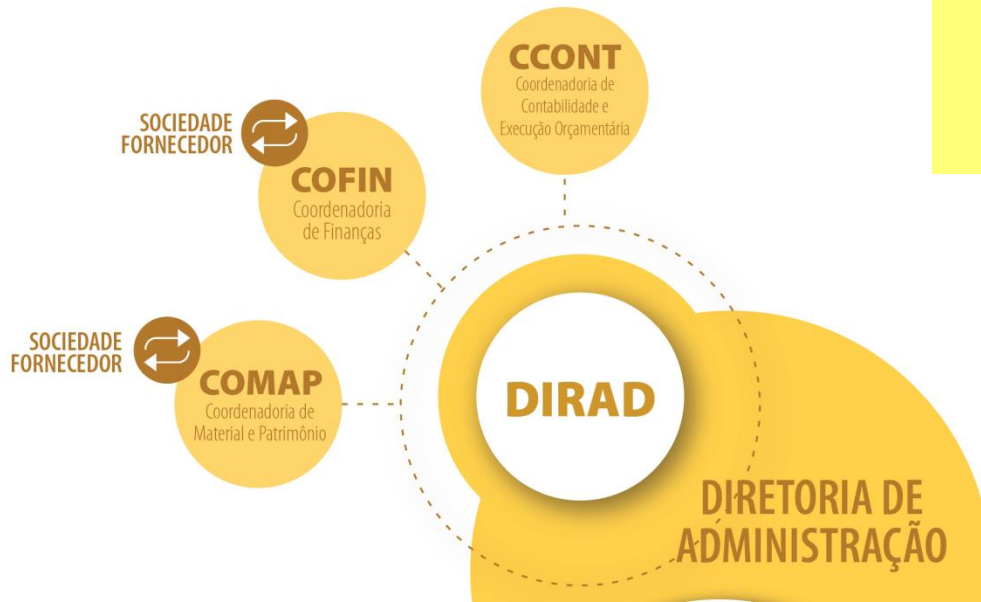 CCONT
Coordenadoria de
Contabilidade e
Execução Orçamentária
SOCIEDADE
FORNECEDOR
COFIN
Coordenadoria
de Finanças
SOCIEDADE
FORNECEDOR
COMAP
Coordenadoria de
Material e Patrimônio
DIRAD
DIRETORIA DE
ADMINISTRAÇÃO